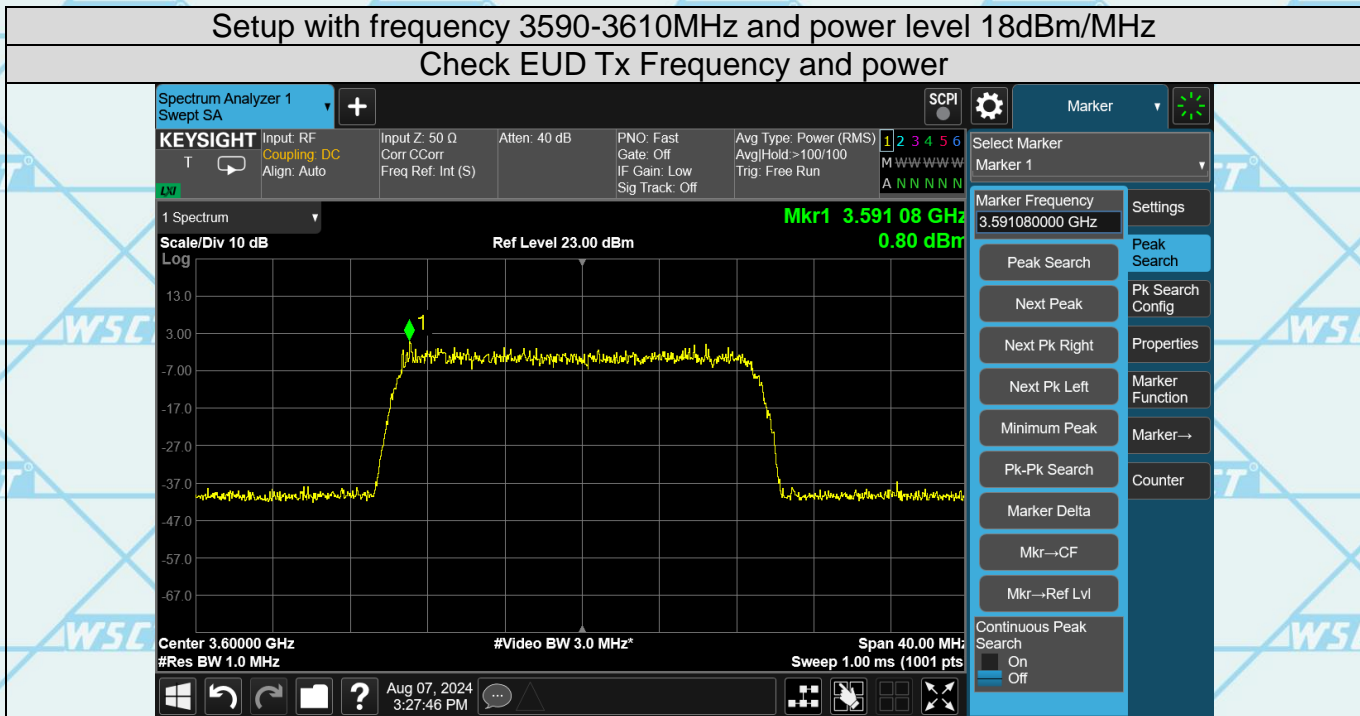 Setup with frequency 3590-3610MHz and power level 18dBm/MHz
Check EUD Tx Frequency and power
Spectrum Analyzer 1
Swept SA
SCPI
Marker
KEYSIGHT
T
LXI
Input: RF
Coupling: DC
Align: Auto
Input Z: 50 Ω
Corr CCorr
Freq Ref: Int (S)
Atten: 40 dB
PNO: Fast
Gate: Off
IF Gain: Low
Sig Track: Off
Avg Type: Power (RMS)
Avg|Hold:>100/100
Trig: Free Run
1 2 3 4 5 6
M W W W W W
A N N N N N
Select Marker
Marker 1
1 Spectrum
Mkr1 3.591 08 GHz
0.80 dBm
Scale/Div 10 dB
Ref Level 23.00 dBm
Log
13.0
3.00
-7.00
-17.0
-27.0
-37.0
-47.0
-57.0
-67.0
1
Center 3.60000 GHz
#Res BW 1.0 MHz
#Video BW 3.0 MHz*
Span 40.00 MHz
Sweep 1.00 ms (1001 pts
Marker Frequency
3.591080000 GHz
Peak Search
Next Peak
Next Pk Right
Next Pk Left
Minimum Peak
Pk-Pk Search
Marker Delta
Mkr→CF
Mkr→Ref Lvl
Continuous Peak
Search
On
Off
Settings
Peak
Search
Pk Search
Config
Properties
Marker
Function
Marker→
Counter
?
Aug 07, 2024
3:27:46 PM